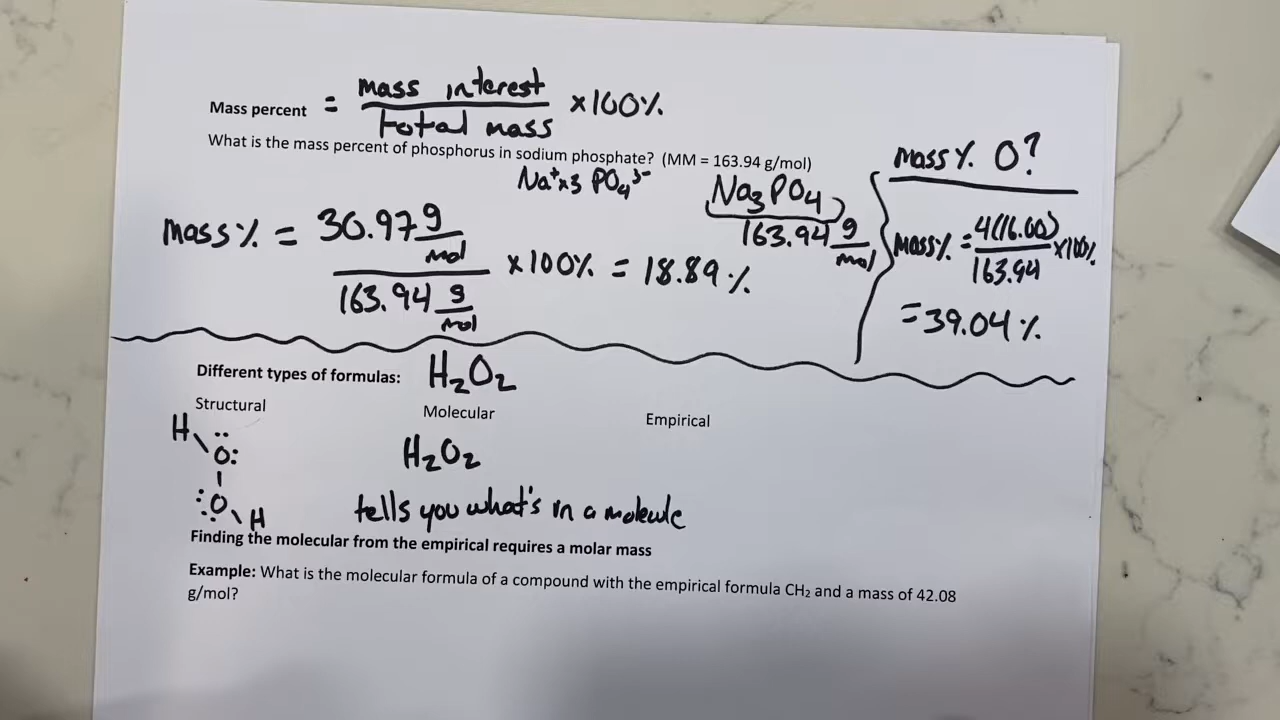 Mass percent = mass interest / total mass ×100%
What is the mass percent of phosphorus in sodium phosphate? (MM = 163.94 g/mol)
Na⁺×3 PO₄³⁻
Na₃PO₄
163.94 g/mol
mass % = 30.97 g/mol / 163.94 g/mol ×100% = 18.89 %
mass %. O?
mass % = 4(16.00) / 163.94 ×100%
= 39.04 %
Different types of formulas: H₂O₂
Structural Molecular Empirical
H
O
O H
H₂O₂
tells you what's in a molecule
Finding the molecular from the empirical requires a molar mass
Example: What is the molecular formula of a compound with the empirical formula CH₂ and a mass of 42.08
g/mol?